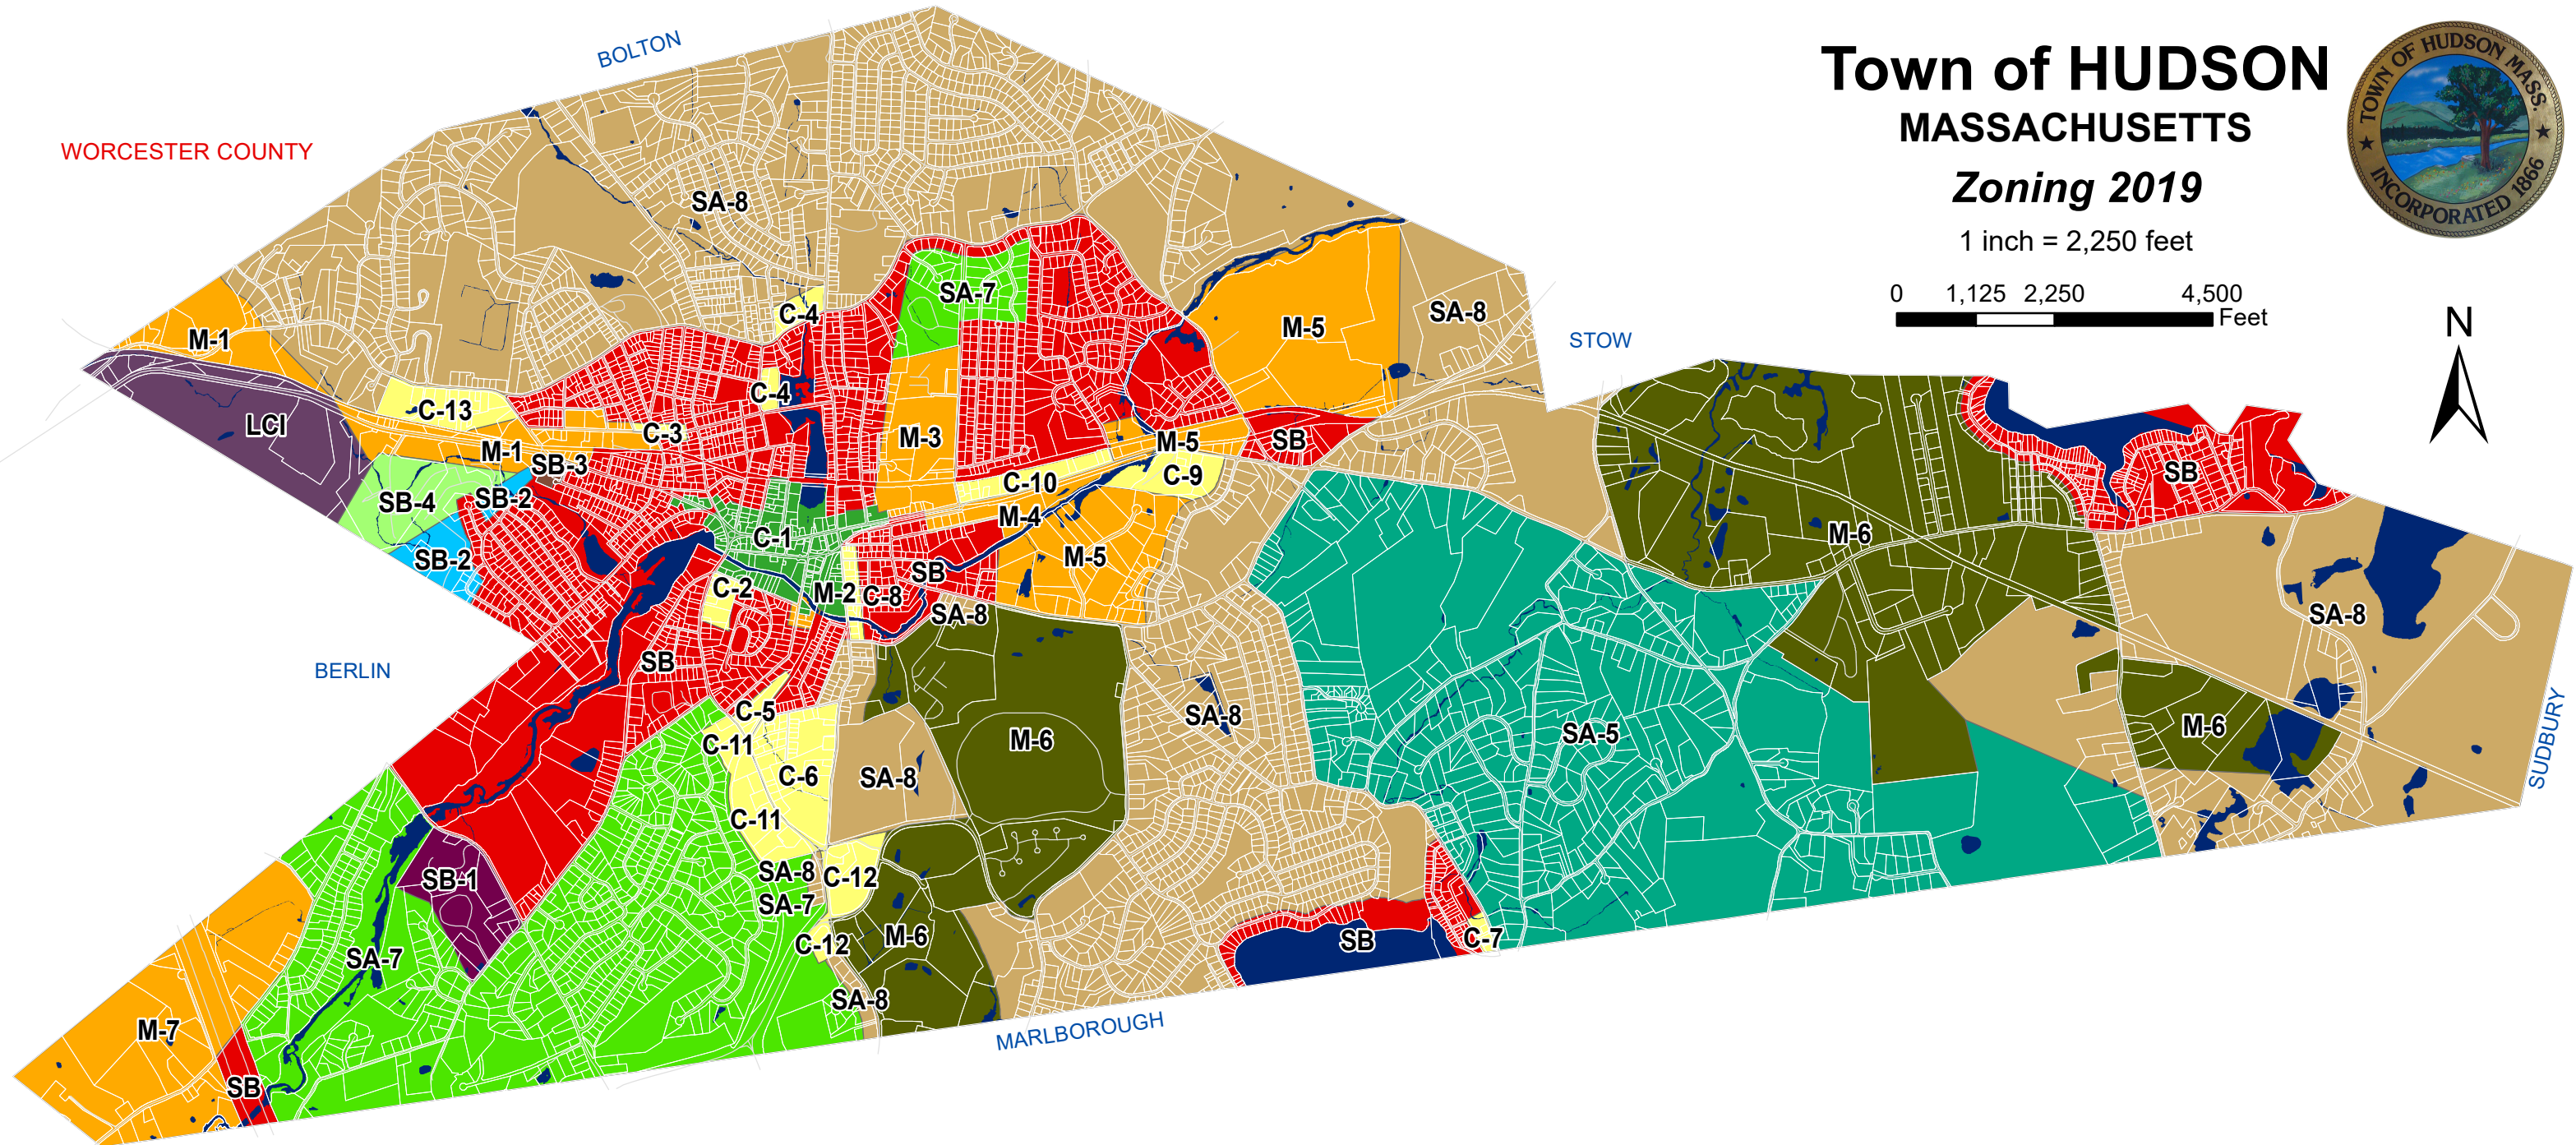 Town of HUDSON
MASSACHUSETTS
Zoning 2019
1 inch = 2,250 feet
0 1,125 2,250 4,500
Feet
N
TOWN OF HUDSON MASS.
INCORPORATED 1866
BOLTON
WORCESTER COUNTY
STOW
BERLIN
SUDBURY
MARLBOROUGH
SA-8
SA-7
C-4
M-5
SA-8
M-1
C-4
C-13
LCI
C-3
M-3
M-5
SB
M-1
SB-3
C-10
C-9
SB
SB-4
SB-2
M-4
C-1
M-6
SB-2
M-5
SB
C-2
M-2
C-8
SA-8
SA-8
SB
C-5
SA-8
M-6
C-11
M-6
SA-5
C-6
SA-8
C-11
SA-8
C-12
SB-1
SA-7
M-6
C-12
SB
C-7
SA-7
SA-8
M-7
SB